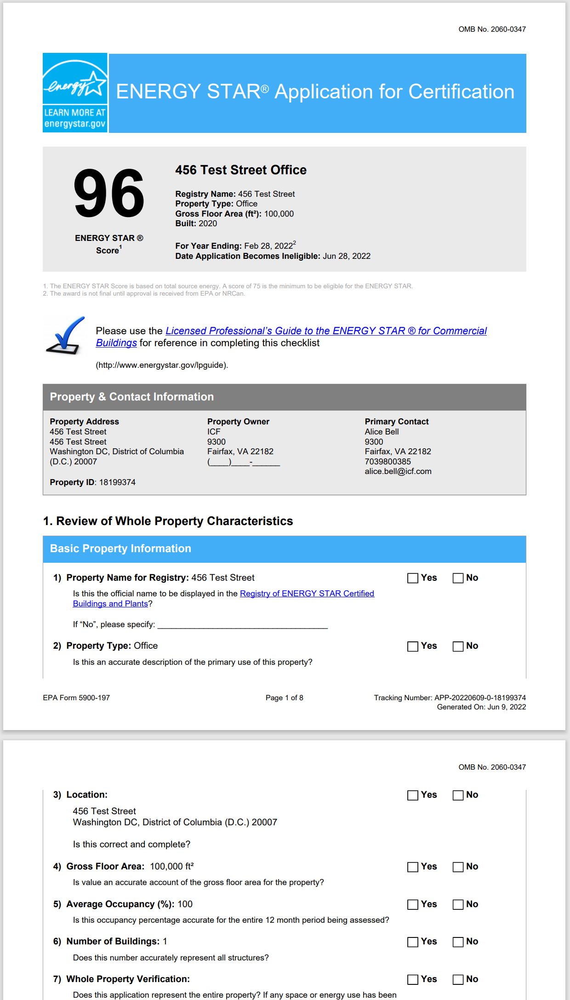 OMB No. 2060-0347
energy
LEARN MORE AT
energystar.gov
ENERGY STAR® Application for Certification
96
ENERGY STAR ®
Score1
456 Test Street Office
Registry Name: 456 Test Street
Property Type: Office
Gross Floor Area (ft²): 100,000
Built: 2020
For Year Ending: Feb 28, 20222
Date Application Becomes Ineligible: Jun 28, 2022
1. The ENERGY STAR Score is based on total source energy. A score of 75 is the minimum to be eligible for the ENERGY STAR.
2. The award is not final until approval is received from EPA or NRCan.
Please use the Licensed Professional’s Guide to the ENERGY STAR ® for Commercial
Buildings for reference in completing this checklist
(http://www.energystar.gov/lpguide).
Property & Contact Information
Property Address
456 Test Street
456 Test Street
Washington DC, District of Columbia
(D.C.) 20007
Property ID: 18199374
Property Owner
ICF
9300
Fairfax, VA 22182
(____)____-______
Primary Contact
Alice Bell
9300
Fairfax, VA 22182
7039800385
alice.bell@icf.com
1. Review of Whole Property Characteristics
Basic Property Information
1) Property Name for Registry: 456 Test Street Yes No
Is this the official name to be displayed in the Registry of ENERGY STAR Certified
Buildings and Plants?
If “No”, please specify: _____________________________________
2) Property Type: Office Yes No
Is this an accurate description of the primary use of this property?
EPA Form 5900-197 Page 1 of 8 Tracking Number: APP-20220609-0-18199374
Generated On: Jun 9, 2022
OMB No. 2060-0347
3) Location: Yes No
456 Test Street
Washington DC, District of Columbia (D.C.) 20007
Is this correct and complete?
4) Gross Floor Area: 100,000 ft² Yes No
Is value an accurate account of the gross floor area for the property?
5) Average Occupancy (%): 100 Yes No
Is this occupancy percentage accurate for the entire 12 month period being assessed?
6) Number of Buildings: 1 Yes No
Does this number accurately represent all structures?
7) Whole Property Verification: Yes No
Does this application represent the entire property? If any space or energy use has been